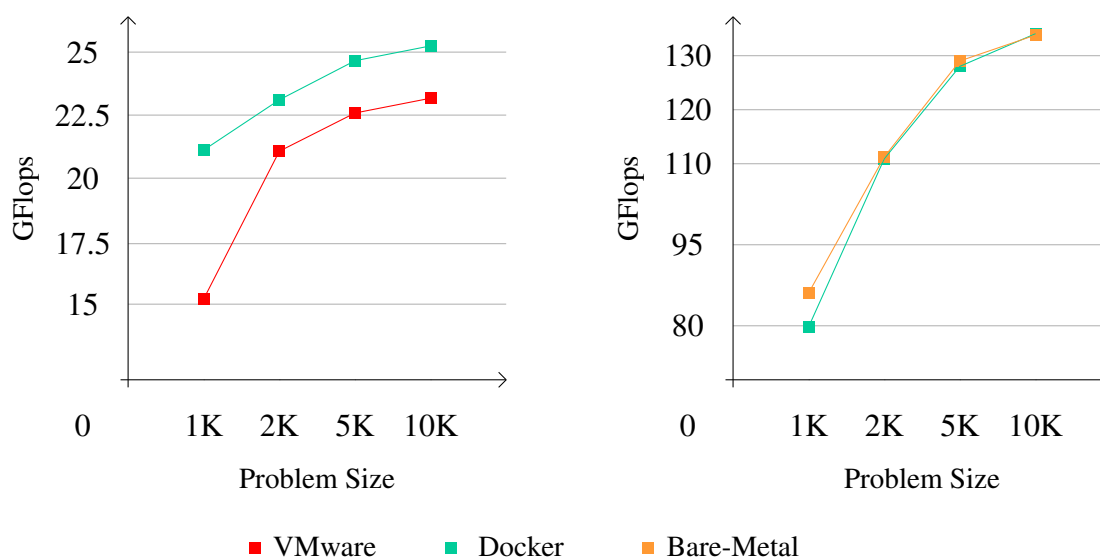 25
22.5
20
17.5
15
GFlops
0 1K 2K 5K 10K
Problem Size
130
120
110
95
80
GFlops
0 1K 2K 5K 10K
Problem Size
VMware Docker Bare-Metal